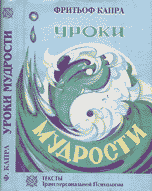 ФРИТЬОФ КАПРА
УРОКИ
МУДРОСТИ
ТЕКСТЫ
Трансперсональной Психологии
Ф. КАПРА УРОКИ МУДРОСТИ